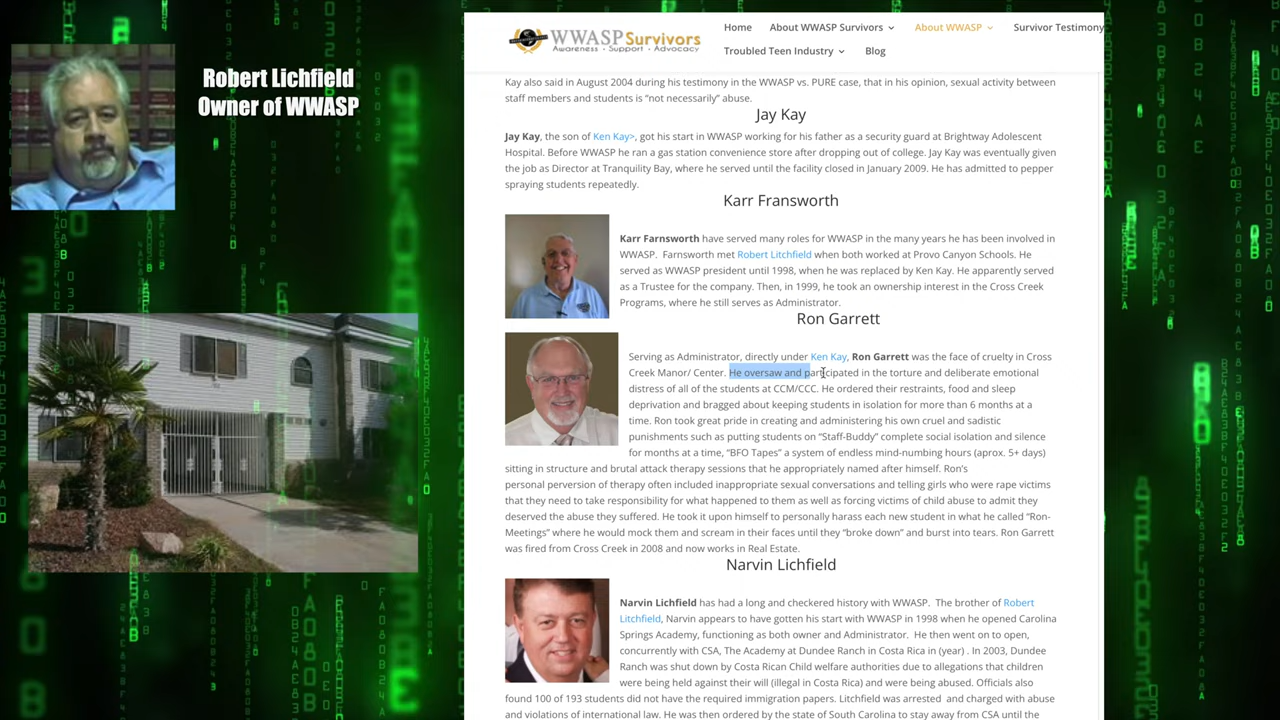 Robert Lichfield
Owner of WWASP
WWASP Survivors
Awareness · Support · Advocacy
Home
About WWASP Survivors
About WWASP
Survivor Testimony
Troubled Teen Industry
Blog
Kay also said in August 2004 during his testimony in the WWASP vs. PURE case, that in his opinion, sexual activity between
staff members and students is “not necessarily” abuse.
Jay Kay
Jay Kay, the son of Ken Kay>, got his start in WWASP working for his father as a security guard at Brightway Adolescent
Hospital. Before WWASP he ran a gas station convenience store after dropping out of college. Jay Kay was eventually given
the job as Director at Tranquility Bay, where he served until the facility closed in January 2009. He has admitted to pepper
spraying students repeatedly.
Karr Fransworth
Karr Farnsworth have served many roles for WWASP in the many years he has been involved in
WWASP.  Farnsworth met Robert Litchfield when both worked at Provo Canyon Schools. He
served as WWASP president until 1998, when he was replaced by Ken Kay. He apparently served
as a Trustee for the company. Then, in 1999, he took an ownership interest in the Cross Creek
Programs, where he still serves as Administrator.
Ron Garrett
Serving as Administrator, directly under Ken Kay, Ron Garrett was the face of cruelty in Cross
Creek Manor/ Center. He oversaw and participated in the torture and deliberate emotional
distress of all of the students at CCM/CCC. He ordered their restraints, food and sleep
deprivation and bragged about keeping students in isolation for more than 6 months at a
time. Ron took great pride in creating and administering his own cruel and sadistic
punishments such as putting students on “Staff-Buddy” complete social isolation and silence
for months at a time, “BFO Tapes” a system of endless mind-numbing hours (aprox. 5+ days)
sitting in structure and brutal attack therapy sessions that he appropriately named after himself. Ron’s
personal perversion of therapy often included inappropriate sexual conversations and telling girls who were rape victims
that they need to take responsibility for what happened to them as well as forcing victims of child abuse to admit they
deserved the abuse they suffered. He took it upon himself to personally harass each new student in what he called “Ron-
Meetings” where he would mock them and scream in their faces until they “broke down” and burst into tears. Ron Garrett
was fired from Cross Creek in 2008 and now works in Real Estate.
Narvin Lichfield
Narvin Lichfield has had a long and checkered history with WWASP.  The brother of Robert
Litchfield, Narvin appears to have gotten his start with WWASP in 1998 when he opened Carolina
Springs Academy, functioning as both owner and Administrator.  He then went on to open,
concurrently with CSA, The Academy at Dundee Ranch in Costa Rica in (year) . In 2003, Dundee
Ranch was shut down by Costa Rican Child welfare authorities due to allegations that children
were being held against their will (illegal in Costa Rica) and were being abused. Officials also
found 100 of 193 students did not have the required immigration papers. Litchfield was arrested  and charged with abuse
and violations of international law. He was then ordered by the state of South Carolina to stay away from CSA until the